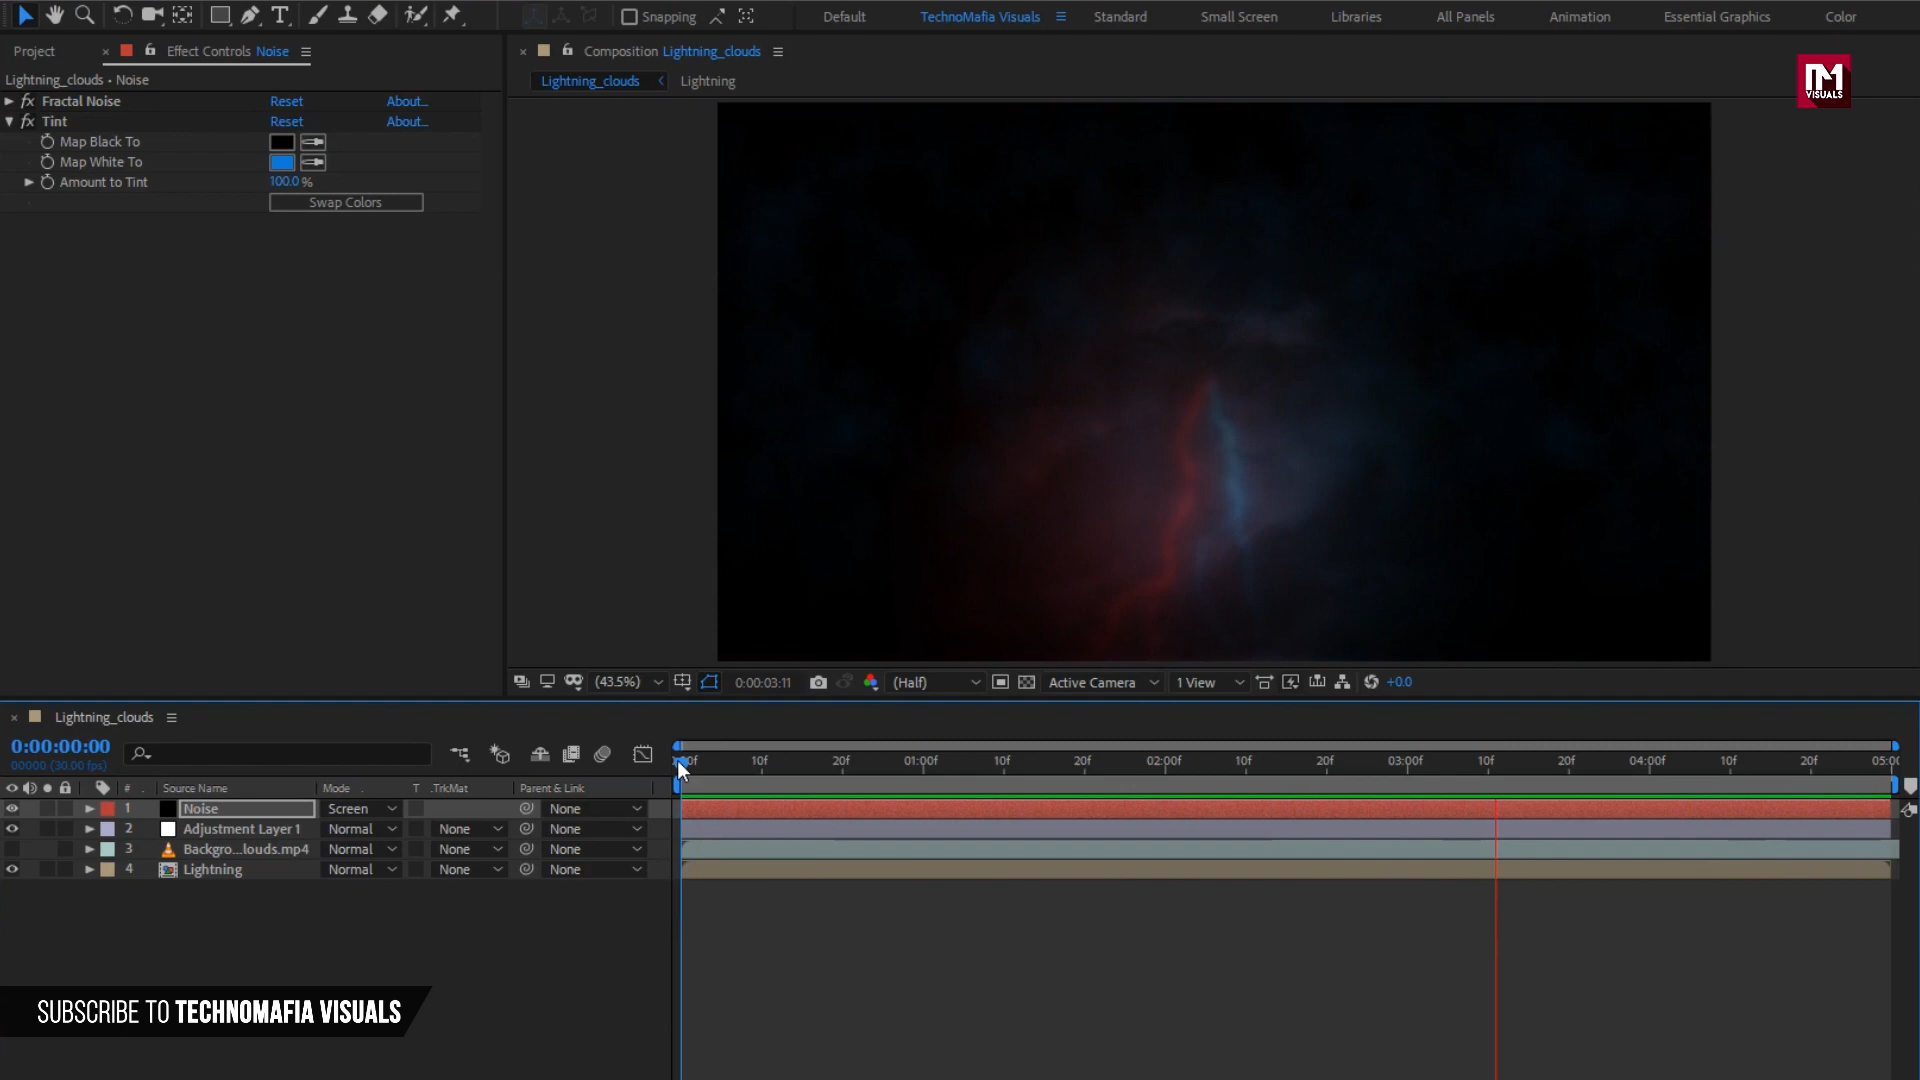 Snapping
Default
TechnoMafia Visuals
Standard
Small Screen
Libraries
All Panels
Animation
Essential Graphics
Color
Project
Effect Controls Noise
Composition Lightning_clouds
Lightning_clouds • Noise
Lightning_clouds
Lightning
VISUALS
fx Fractal Noise Reset About...
fx Tint Reset About...
Map Black To
Map White To
Amount to Tint 100.0 %
Swap Colors
(43.5%) 0:00:03:11 (Half) Active Camera 1 View +0.0
Lightning_clouds
0:00:00:00
00000 (30.00 fps)
10f 20f 01:00f 10f 20f 02:00f 10f 20f 03:00f 10f 20f 04:00f 10f 20f 05:00
# Source Name Mode T .TrkMat Parent & Link
1 Noise Screen None
2 Adjustment Layer 1 Normal None None
3 Backgro...louds.mp4 Normal None None
4 Lightning Normal None None
SUBSCRIBE TO TECHNOMAFIA VISUALS